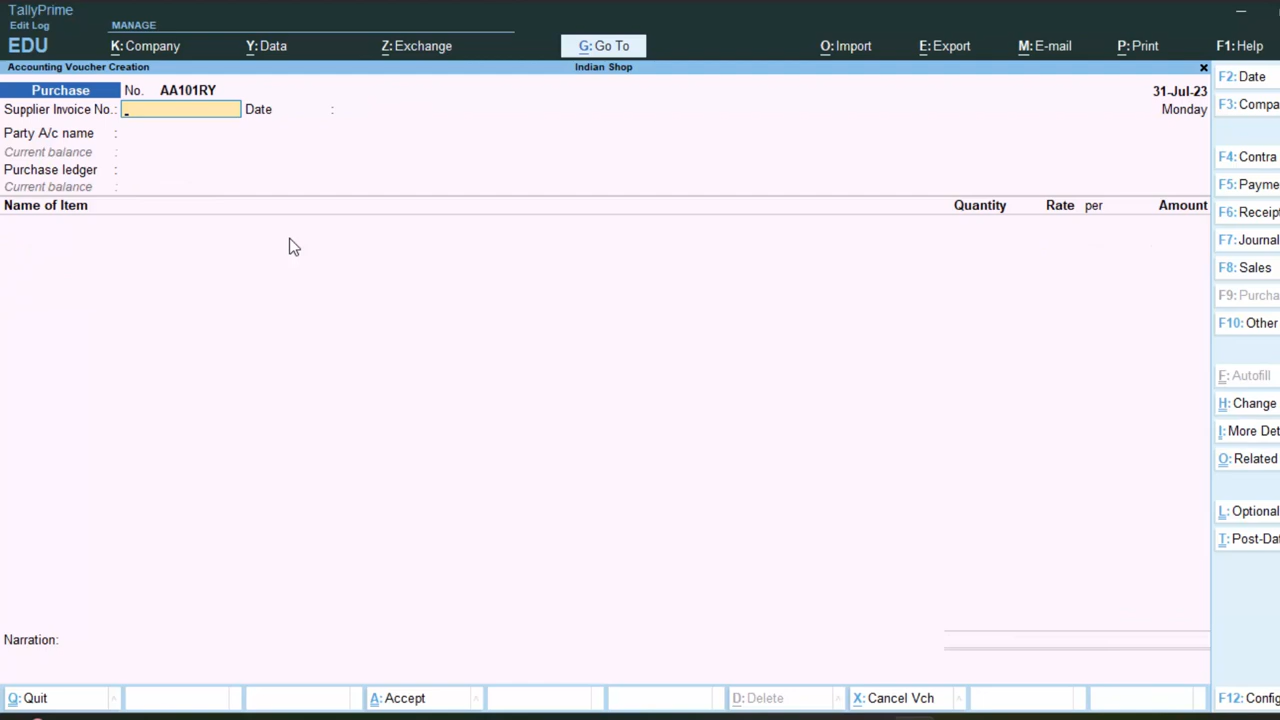 TallyPrime
Edit Log
MANAGE
EDU
K: Company
Y: Data
Z: Exchange
G: Go To
O: Import
E: Export
M: E-mail
P: Print
F1: Help
Accounting Voucher Creation
Indian Shop
Purchase
No. AA101RY
31-Jul-23
Supplier Invoice No.:
Date :
Monday
Party A/c name :
Current balance :
Purchase ledger :
Current balance :
Name of Item
Quantity
Rate per
Amount
Narration:
F2: Date
F3: Compa
F4: Contra
F5: Payme
F6: Receipt
F7: Journal
F8: Sales
F9: Purcha
F10: Other
F: Autofill
H: Change
I: More Det
O: Related
L: Optional
T: Post-Dat
Q: Quit
A: Accept
D: Delete
X: Cancel Vch
F12: Config